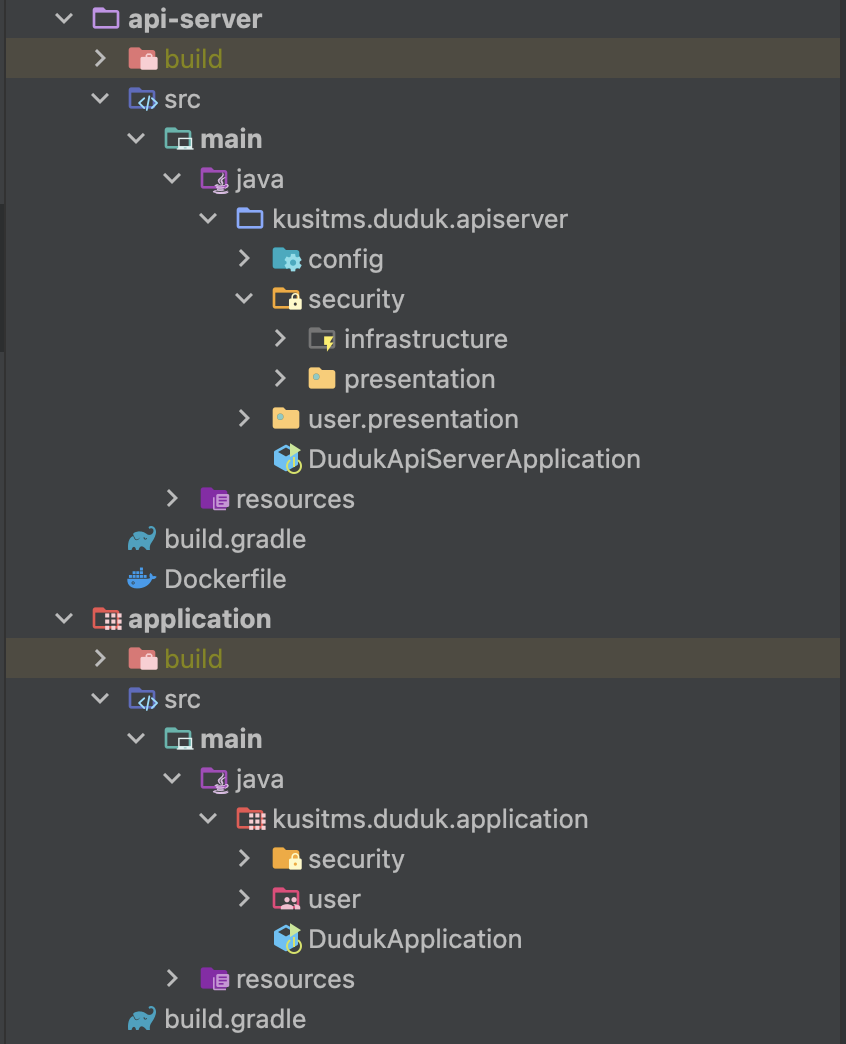 api-server
build
src
main
java
kusitms.duduk.apiserver
config
security
infrastructure
presentation
user.presentation
DudukApiServerApplication
resources
build.gradle
Dockerfile
application
build
src
main
java
kusitms.duduk.application
security
user
DudukApplication
resources
build.gradle